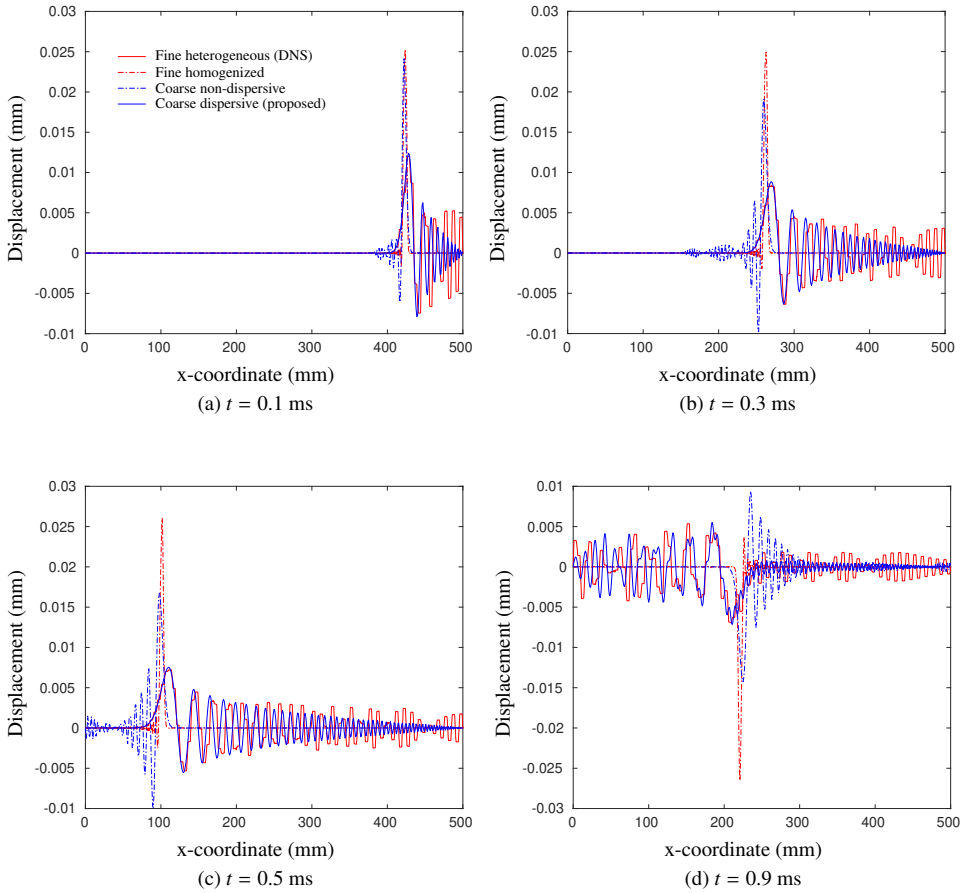 0.03
0.025
0.02
0.015
0.01
0.005
0
-0.005
-0.01
Displacement (mm)
Fine heterogeneous (DNS)
Fine homogenized
Coarse non-dispersive
Coarse dispersive (proposed)
0 100 200 300 400 500
x-coordinate (mm)
(a) t = 0.1 ms
0.03
0.025
0.02
0.015
0.01
0.005
0
-0.005
-0.01
Displacement (mm)
0 100 200 300 400 500
x-coordinate (mm)
(b) t = 0.3 ms
0.03
0.025
0.02
0.015
0.01
0.005
0
-0.005
-0.01
Displacement (mm)
0 100 200 300 400 500
x-coordinate (mm)
(c) t = 0.5 ms
0.01
0.005
0
-0.005
-0.01
-0.015
-0.02
-0.025
-0.03
Displacement (mm)
0 100 200 300 400 500
x-coordinate (mm)
(d) t = 0.9 ms